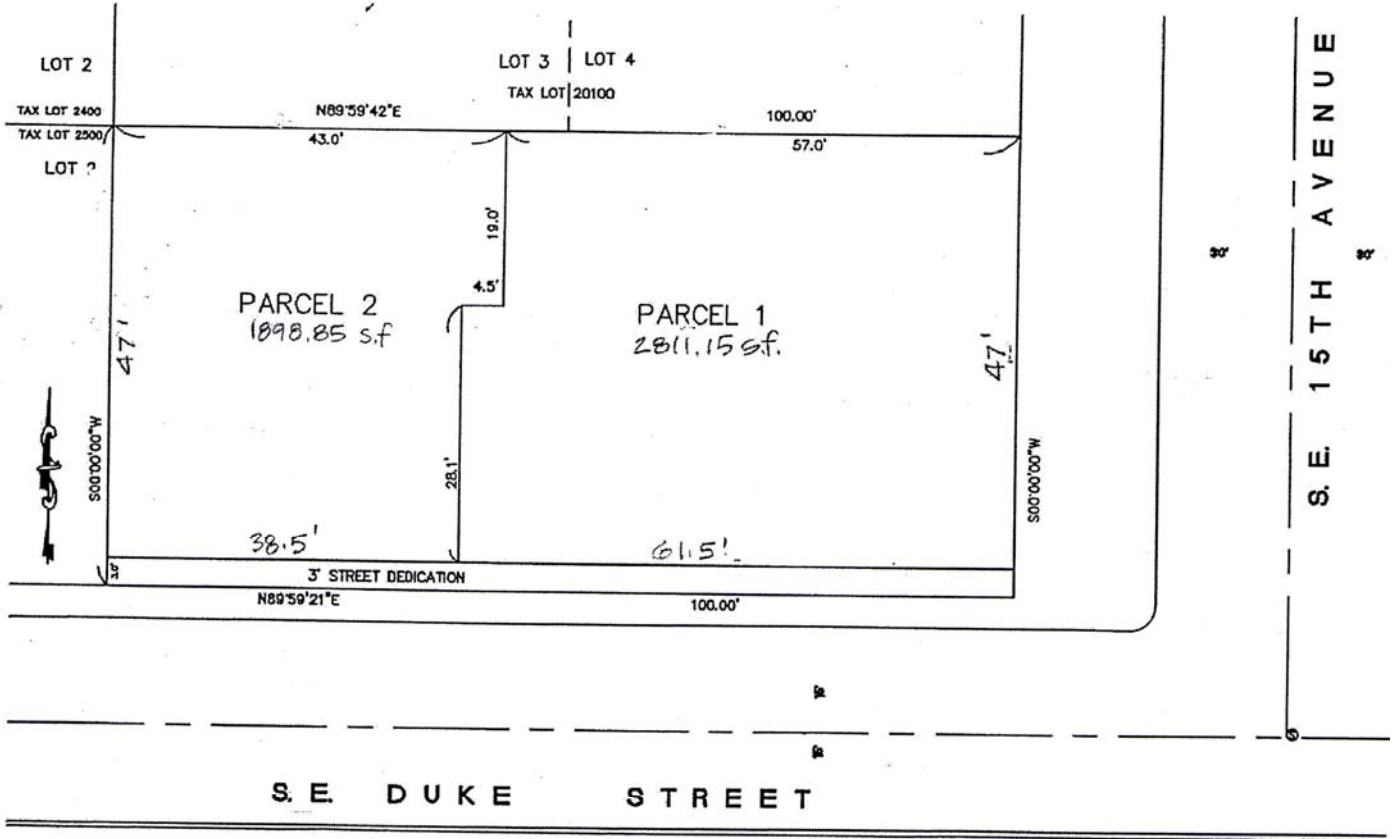 LOT 2
LOT 3 | LOT 4
TAX LOT 20100
TAX LOT 2400
TAX LOT 2500
N89°59'42"E
100.00'
43.0'
57.0'
LOT ?
19.0'
4.5'
PARCEL 2
1898.85 s.f
PARCEL 1
2811.15 s.f.
47'
47'
S00°00'00"W
S00°00'00"W
28.1'
38.5'
61.5'
3.0'
3' STREET DEDICATION
N89°59'21"E
100.00'
30'
30'
S.E. 15TH AVENUE
S.E. DUKE STREET